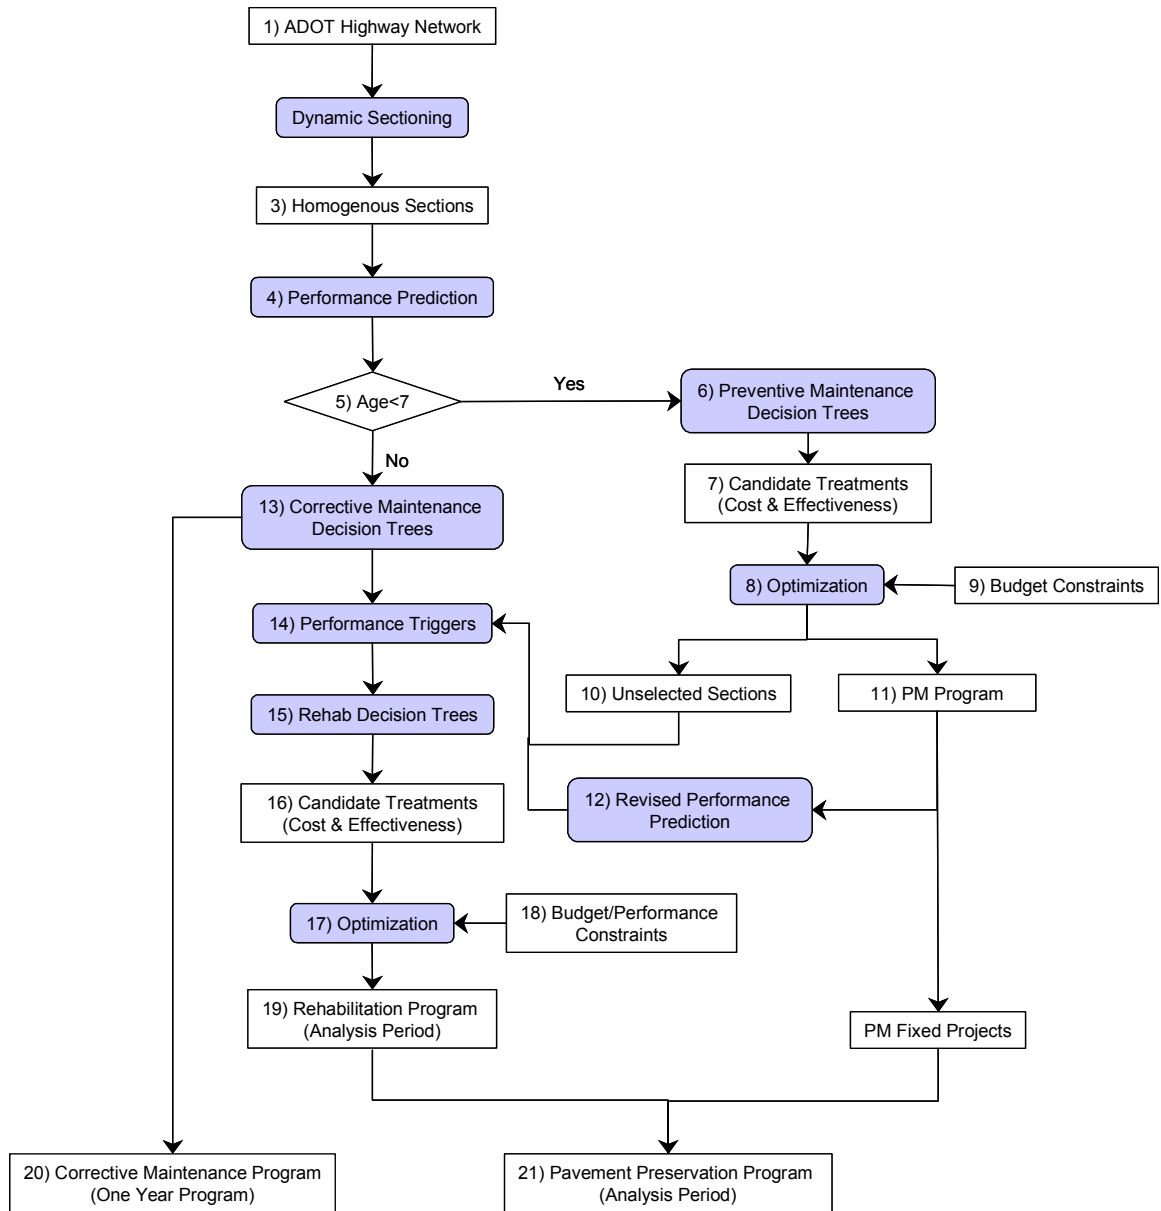 1) ADOT Highway Network
Dynamic Sectioning
3) Homogenous Sections
4) Performance Prediction
5) Age<7
Yes
No
6) Preventive Maintenance
Decision Trees
7) Candidate Treatments
(Cost & Effectiveness)
8) Optimization
9) Budget Constraints
10) Unselected Sections
11) PM Program
12) Revised Performance
Prediction
13) Corrective Maintenance
Decision Trees
14) Performance Triggers
15) Rehab Decision Trees
16) Candidate Treatments
(Cost & Effectiveness)
17) Optimization
18) Budget/Performance
Constraints
19) Rehabilitation Program
(Analysis Period)
PM Fixed Projects
20) Corrective Maintenance Program
(One Year Program)
21) Pavement Preservation Program
(Analysis Period)